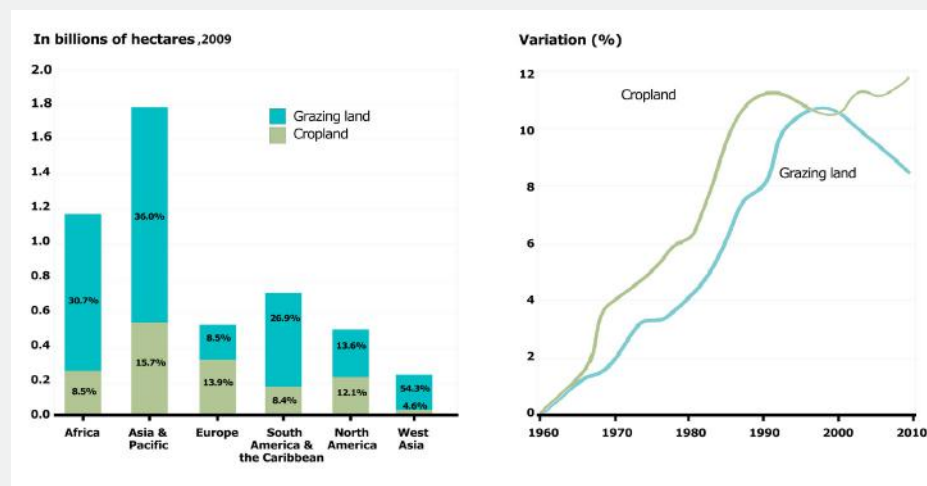 In billions of hectares,2009
2.0
1.8
1.6
1.4
1.2
1.0
0.8
0.6
0.4
0.2
0.0
Grazing land
Cropland
30.7%
8.5%
36.0%
15.7%
8.5%
13.9%
26.9%
8.4%
13.6%
12.1%
54.3%
4.6%
Africa
Asia &
Pacific
Europe
South
America &
the Caribbean
North
America
West
Asia
Variation (%)
12
10
8
6
4
2
0
Cropland
Grazing land
1960
1970
1980
1990
2000
2010